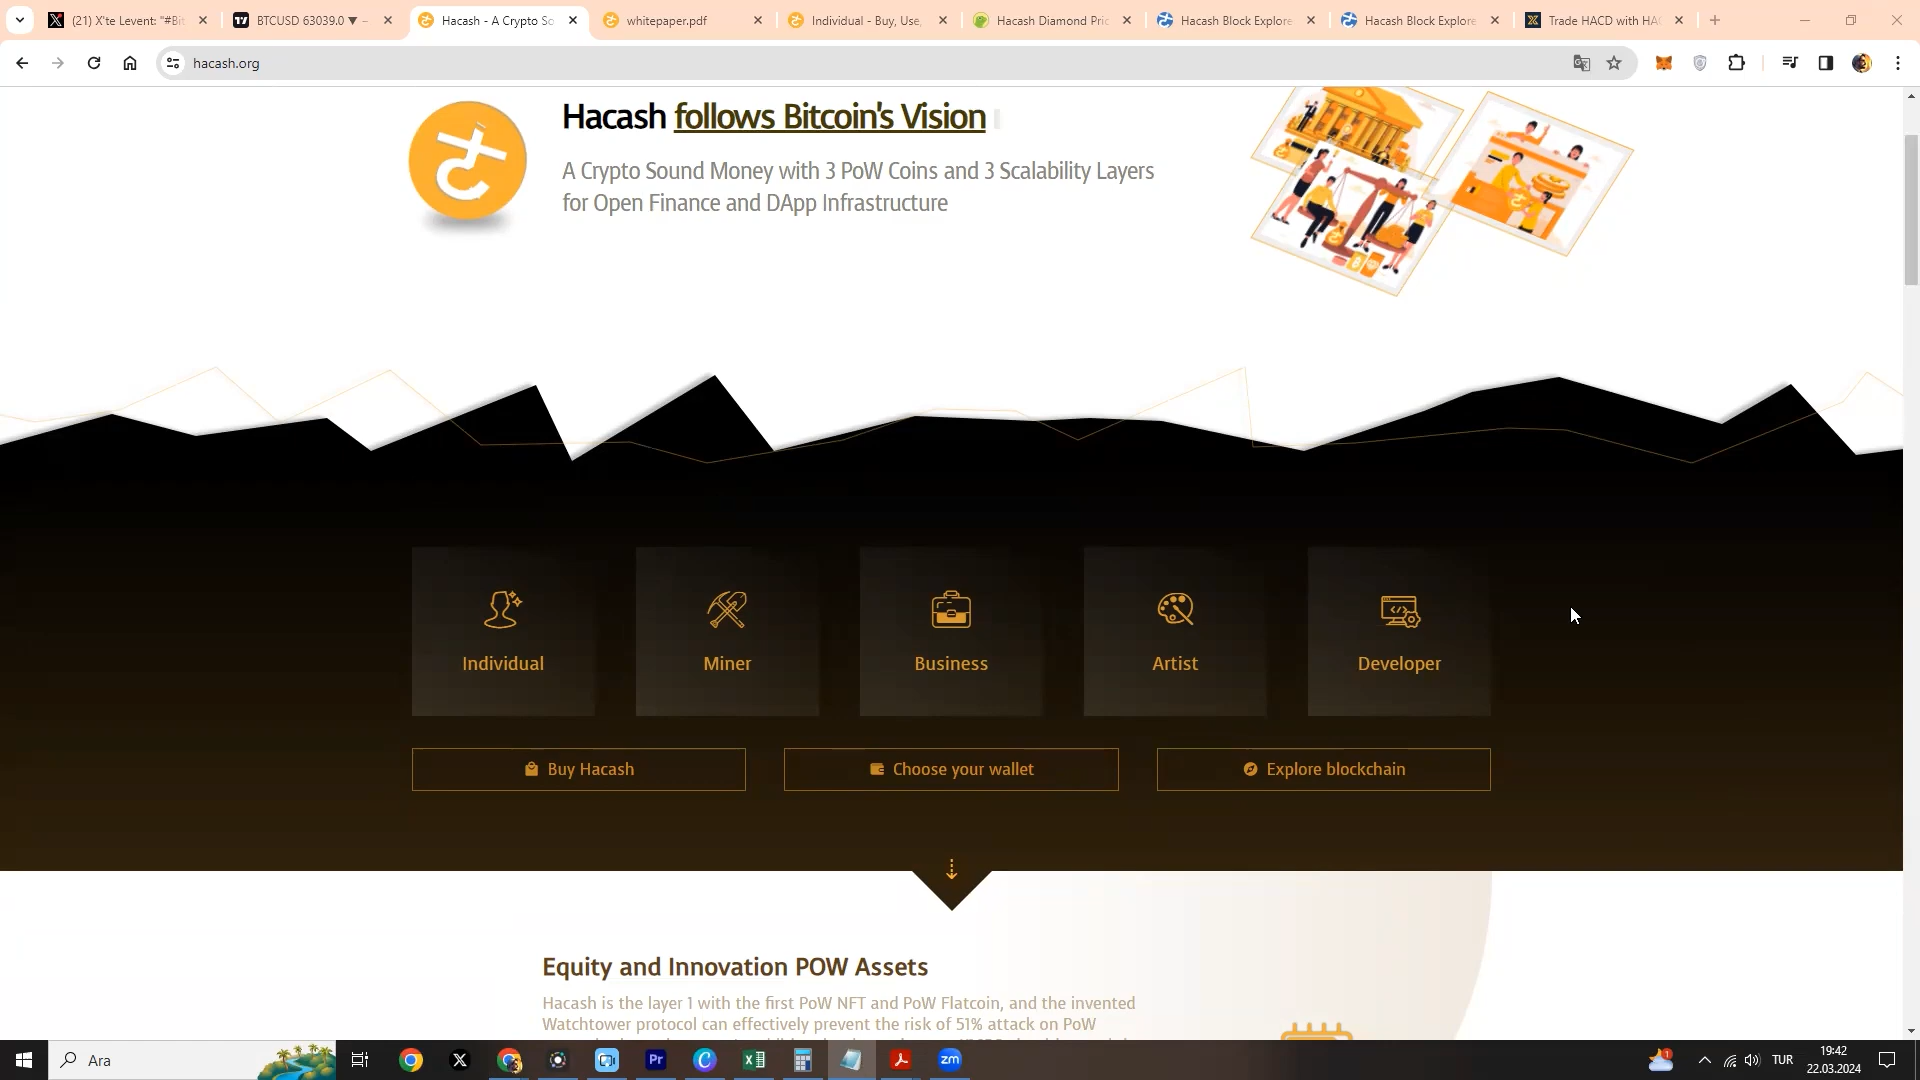 (21) X'te Levent: "#Bit
BTCUSD 63039.0 ▼ −
Hacash - A Crypto So
whitepaper.pdf
Individual - Buy, Use,
Hacash Diamond Pric
Hacash Block Explore
Hacash Block Explore
Trade HACD with HAC
hacash.org
Hacash follows Bitcoin's Vision
A Crypto Sound Money with 3 PoW Coins and 3 Scalability Layers
for Open Finance and DApp Infrastructure
Individual
Miner
Business
Artist
Developer
Buy Hacash
Choose your wallet
Explore blockchain
Equity and Innovation POW Assets
Hacash is the layer 1 with the first PoW NFT and PoW Flatcoin, and the invented
Watchtower protocol can effectively prevent the risk of 51% attack on PoW
Ara
TUR
19:42
22.03.2024